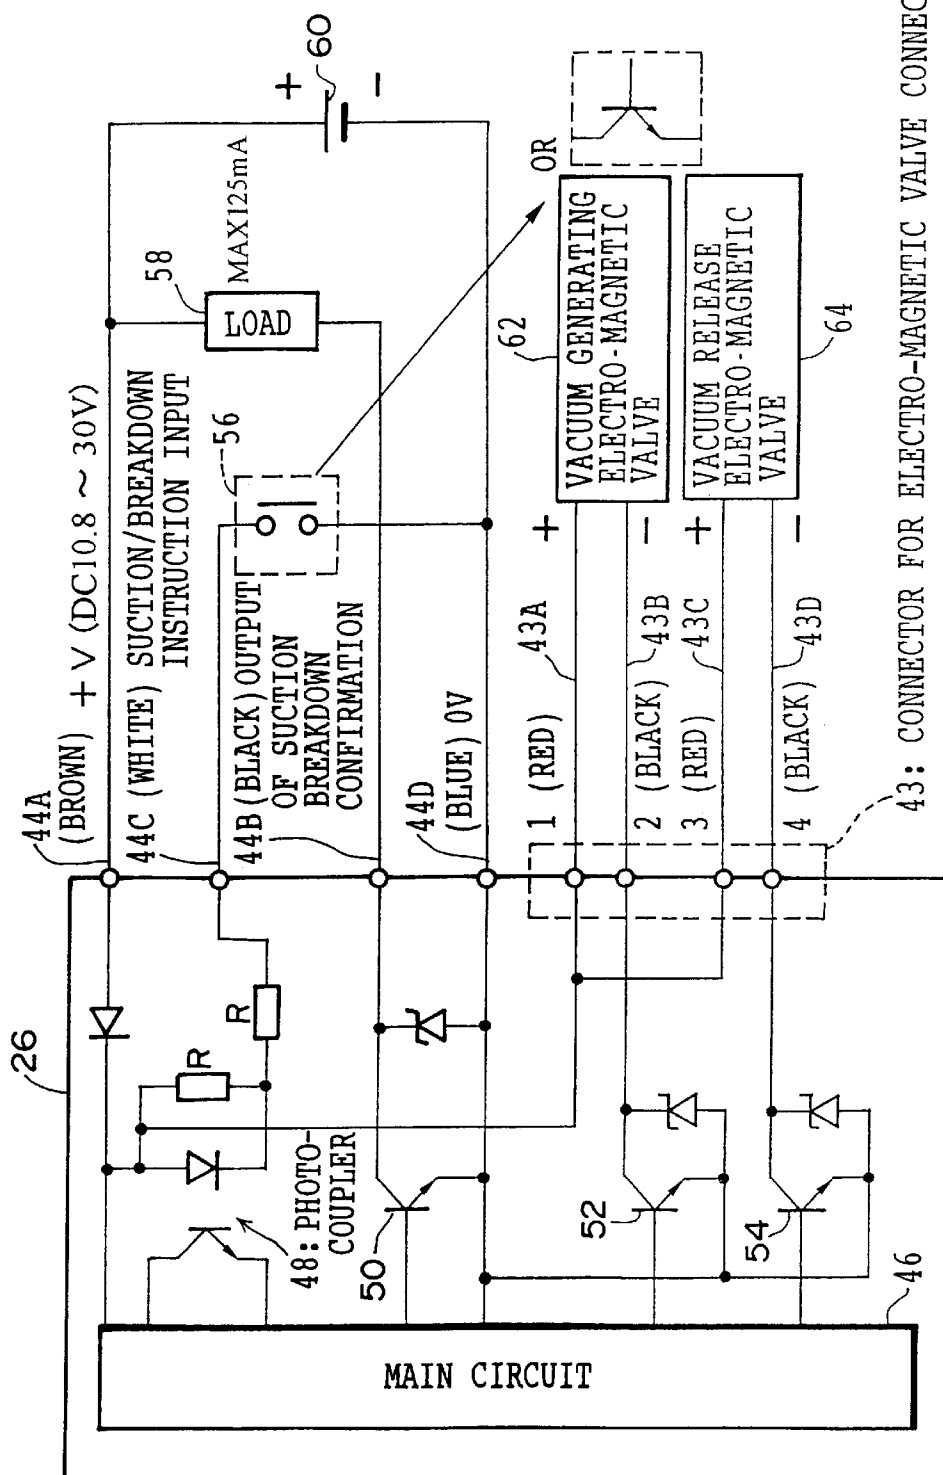 26
44A
(BROWN) + V (DC10.8 ~ 30V)
44C (WHITE) SUCTION/BREAKDOWN
INSTRUCTION INPUT
56
58
LOAD
MAX125mA
+
60
−
44B (BLACK) OUTPUT
OF SUCTION
BREAKDOWN
CONFIRMATION
44D
(BLUE) 0V
R
R
48: PHOTO-
COUPLER
50
52
54
MAIN CIRCUIT
46
1 (RED)
43A
+
2 (BLACK)
43B
−
3 (RED)
43C
+
4 (BLACK)
43D
−
62
VACUUM GENERATING
ELECTRO-MAGNETIC
VALVE
OR
VACUUM RELEASE
ELECTRO-MAGNETIC
VALVE
64
43: CONNECTOR FOR ELECTRO-MAGNETIC VALVE CONNEC